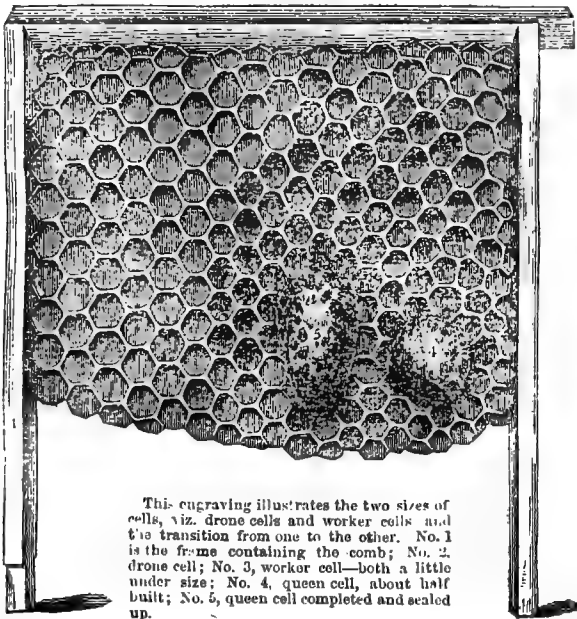 This engraving illustrates the two sizes of
cells, viz. drone cells and worker cells and
the transition from one to the other. No. 1
is the frame containing the comb; No. 2,
drone cell; No. 3, worker cell—both a little
under size; No. 4, queen cell, about half
built; No. 5, queen cell completed and sealed
up.